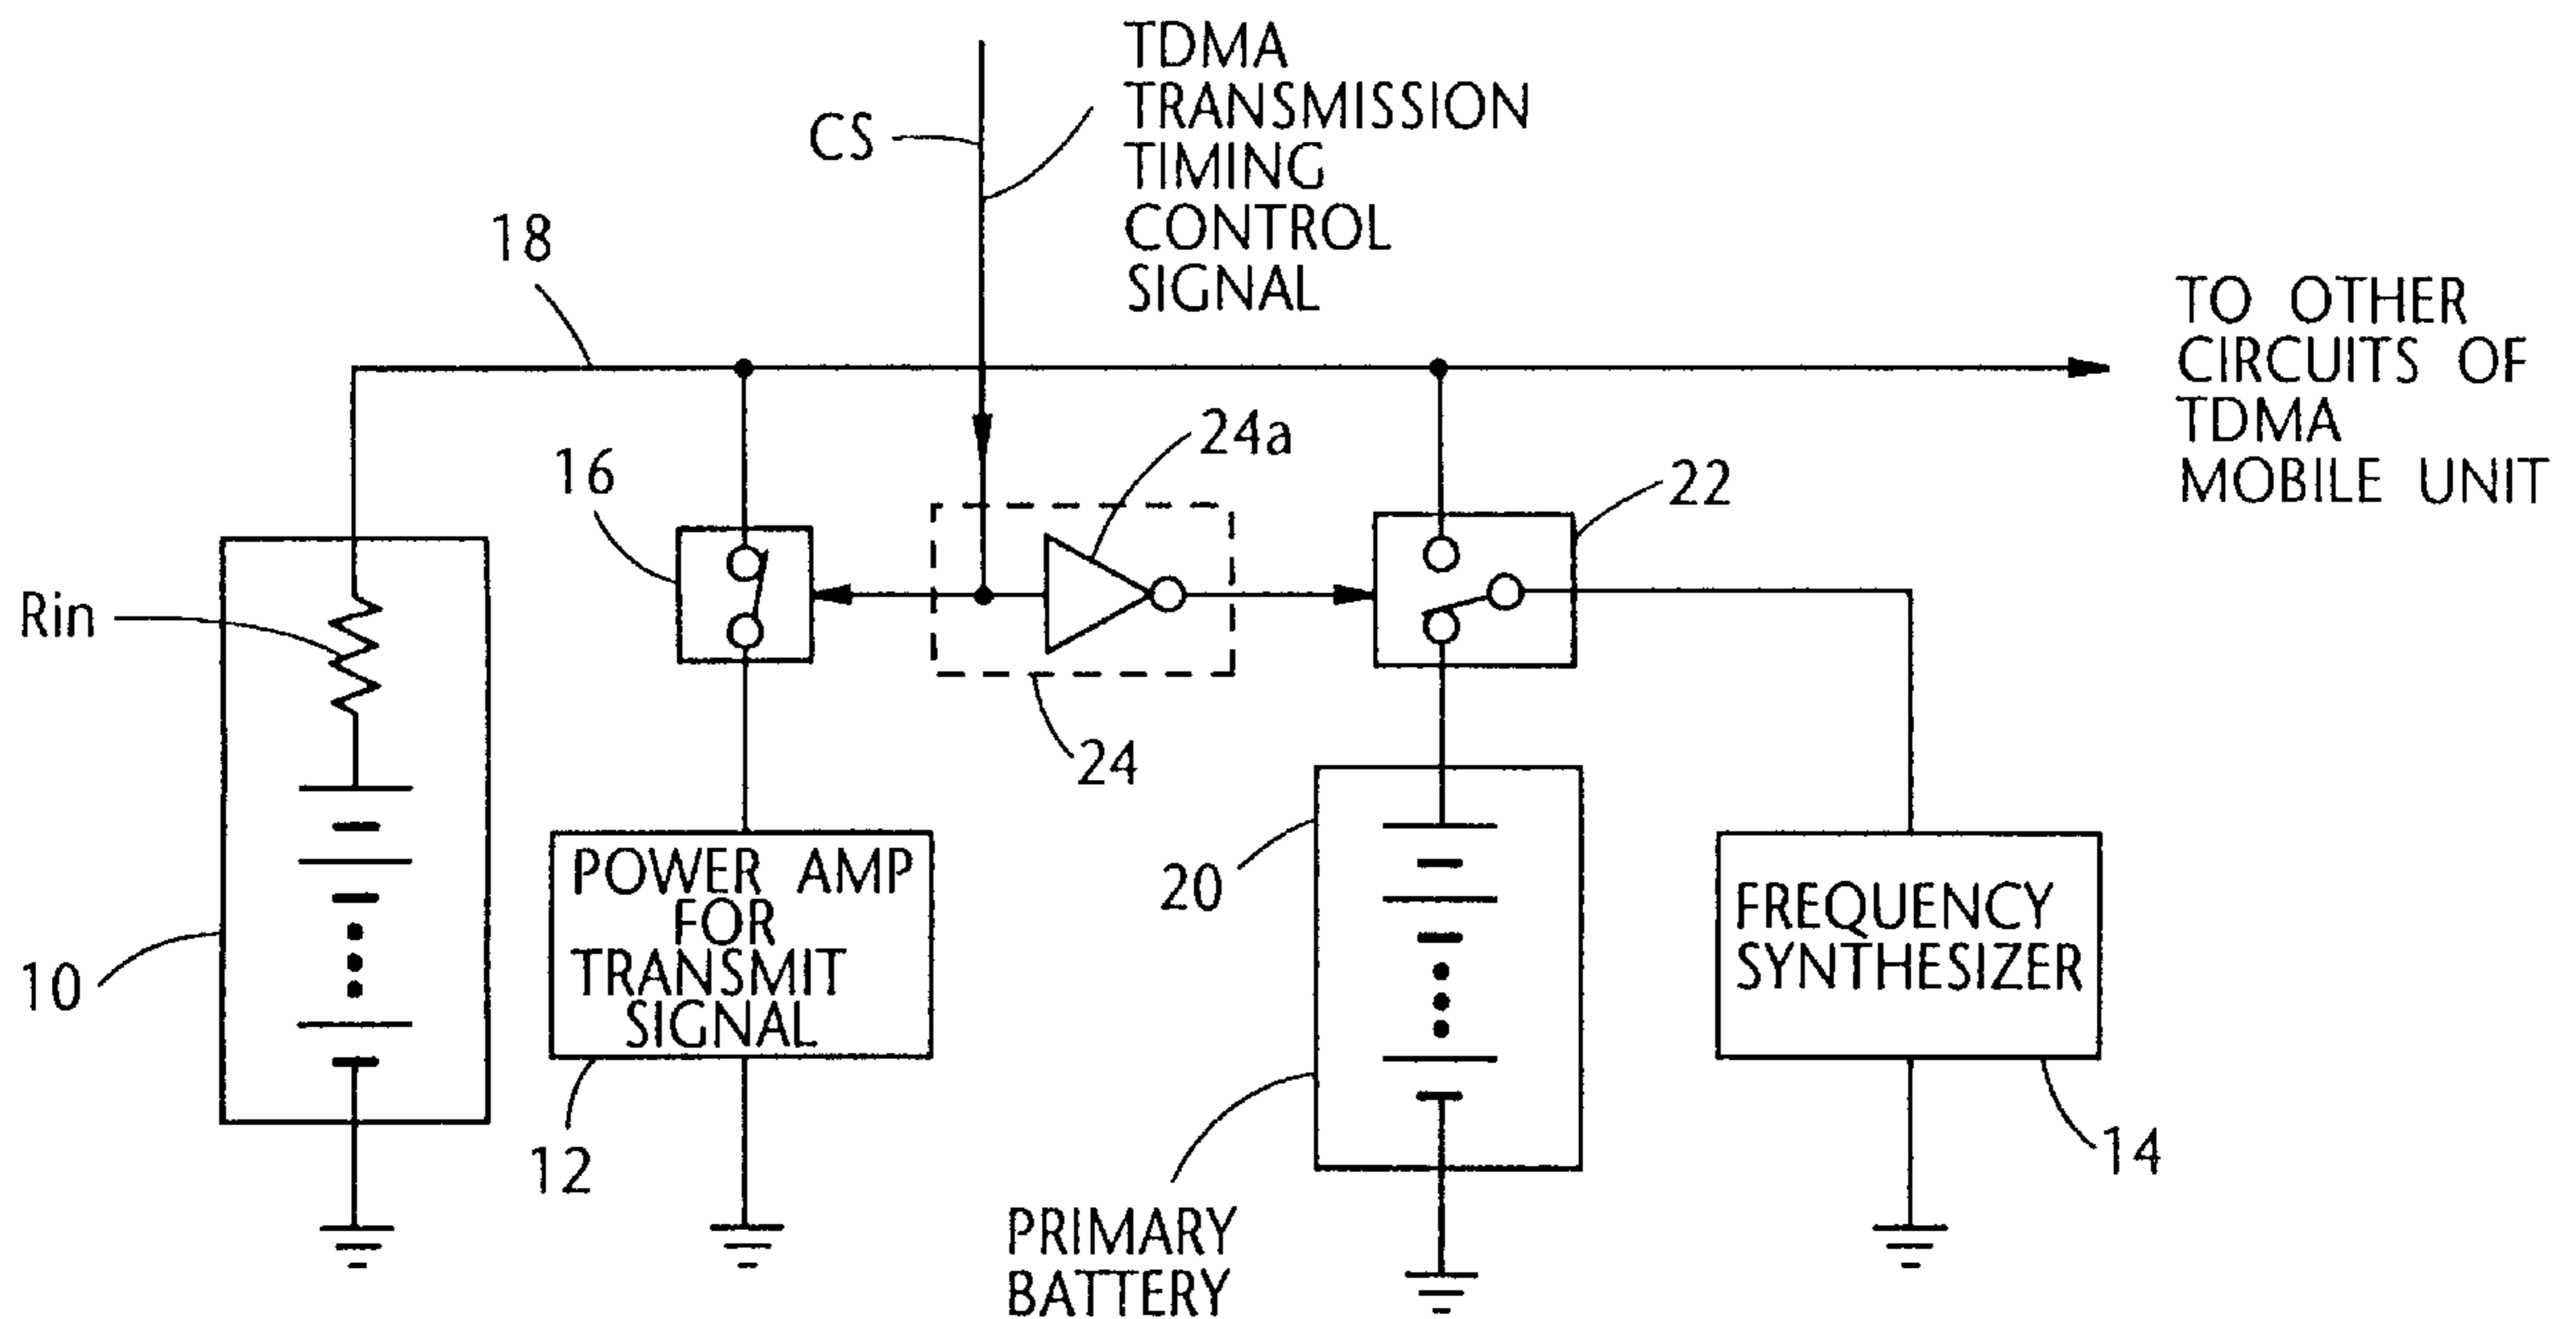 TDMA
TRANSMISSION
TIMING
CONTROL
SIGNAL
CS
18
TO OTHER
CIRCUITS OF
TDMA
MOBILE UNIT
24a
16
22
Rin
24
POWER AMP
FOR
TRANSMIT
SIGNAL
20
FREQUENCY
SYNTHESIZER
10
12
14
PRIMARY
BATTERY